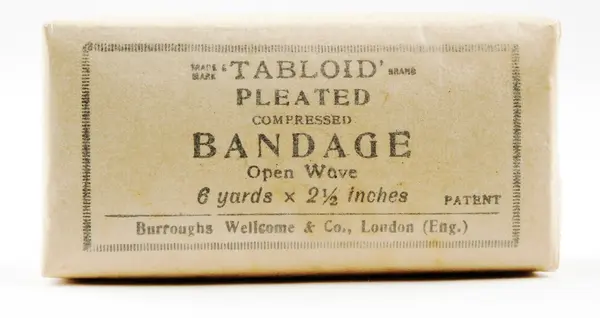 TRADE & MARK 'TABLOID' BRAND
PLEATED
COMPRESSED
BANDAGE
Open Wove
6 yards x 2½ inches PATENT
Burroughs Wellcome & Co., London (Eng.)